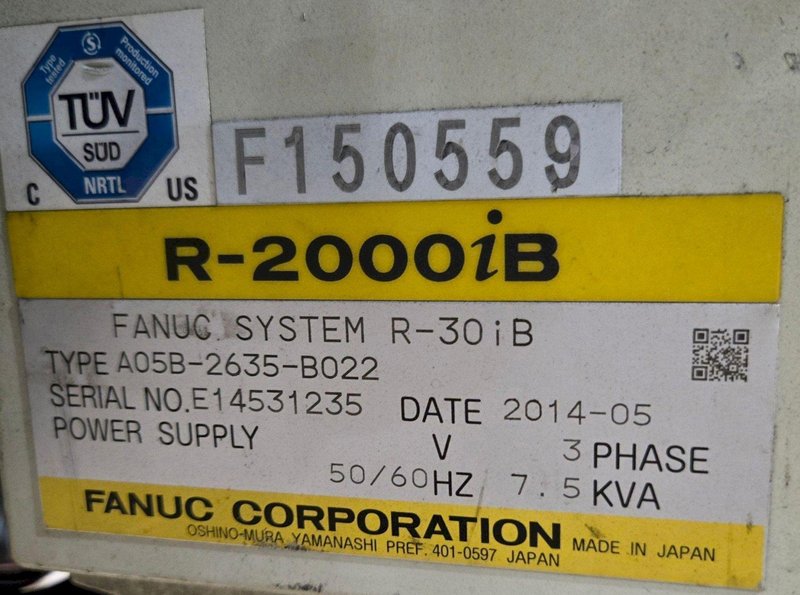 Type tested
Production monitored
TÜV
SÜD
NRTL
C US
F150559
R-2000iB
FANUC SYSTEM R-30iB
TYPE A05B-2635-B022
SERIAL NO.E14531235 DATE 2014-05
POWER SUPPLY V 3 PHASE
50/60HZ 7.5KVA
FANUC CORPORATION
OSHINO-MURA YAMANASHI PREF. 401-0597 JAPAN MADE IN JAPAN